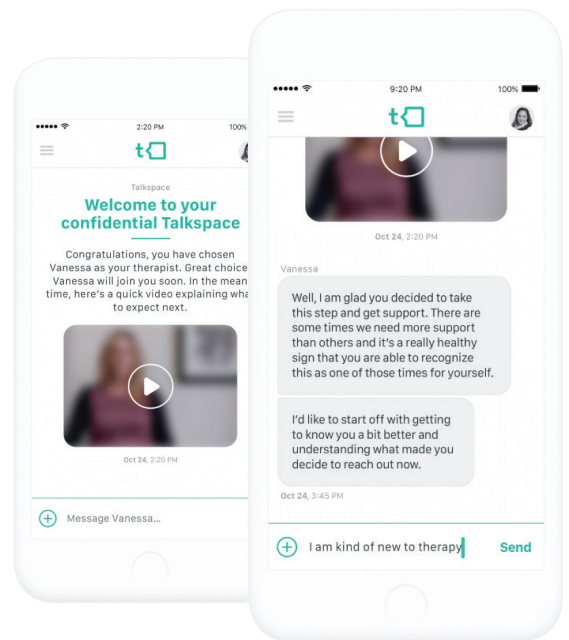 2:20 PM
100%
t
Talkspace
Welcome to your
confidential Talkspace
Congratulations, you have chosen
Vanessa as your therapist. Great choice
Vanessa will join you soon. In the mean
time, here's a quick video explaining wha
to expect next.
Oct 24, 2:20 PM
Message Vanessa...
9:20 PM
100%
t
Oct 24, 2:20 PM
Vanessa
Well, I am glad you decided to take
this step and get support. There are
some times we need more support
than others and it's a really healthy
sign that you are able to recognize
this as one of those times for yourself.
I'd like to start off with getting
to know you a bit better and
understanding what made you
decide to reach out now.
Oct 24, 3:45 PM
I am kind of new to therapy
Send